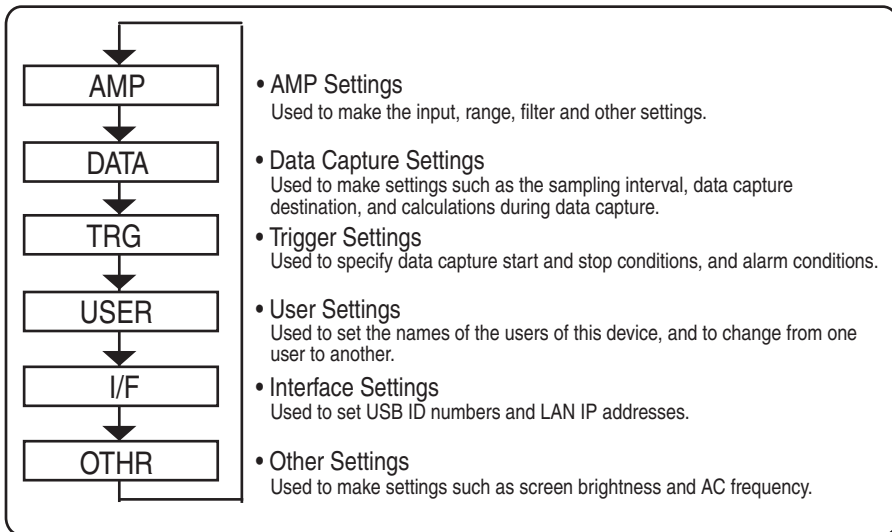 AMP
• AMP Settings
Used to make the input, range, filter and other settings.
DATA
• Data Capture Settings
Used to make settings such as the sampling interval, data capture
destination, and calculations during data capture.
TRG
• Trigger Settings
Used to specify data capture start and stop conditions, and alarm conditions.
USER
• User Settings
Used to set the names of the users of this device, and to change from one
user to another.
I/F
• Interface Settings
Used to set USB ID numbers and LAN IP addresses.
OTHR
• Other Settings
Used to make settings such as screen brightness and AC frequency.